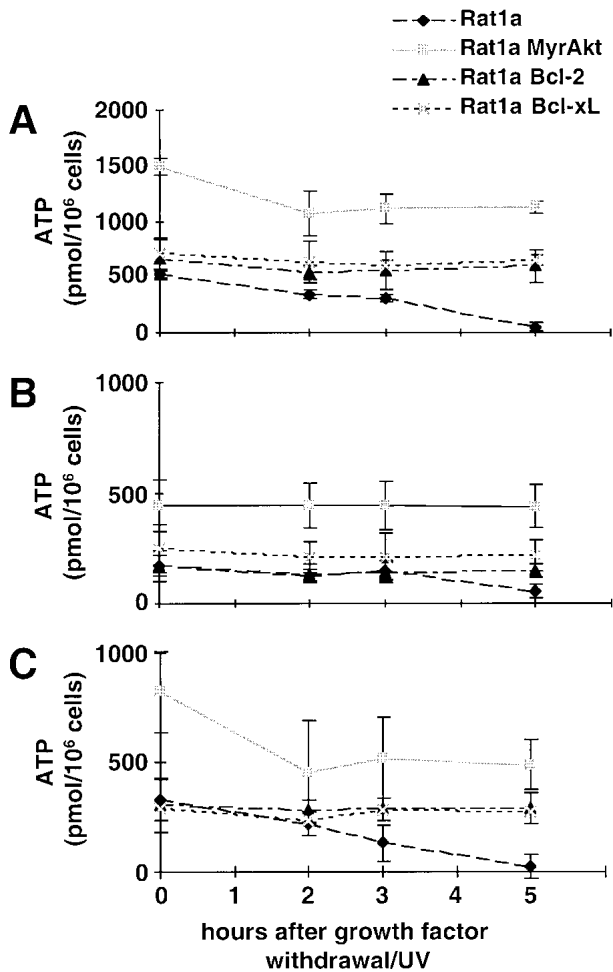 Rat1a
Rat1a MyrAkt
Rat1a Bcl-2
Rat1a Bcl-xL
A
ATP
(pmol/10⁶ cells)
2000
1500
1000
500
0
B
ATP
(pmol/10⁶ cells)
1000
500
0
C
ATP
(pmol/10⁶ cells)
1000
500
0
0 1 2 3 4 5
hours after growth factor
withdrawal/UV